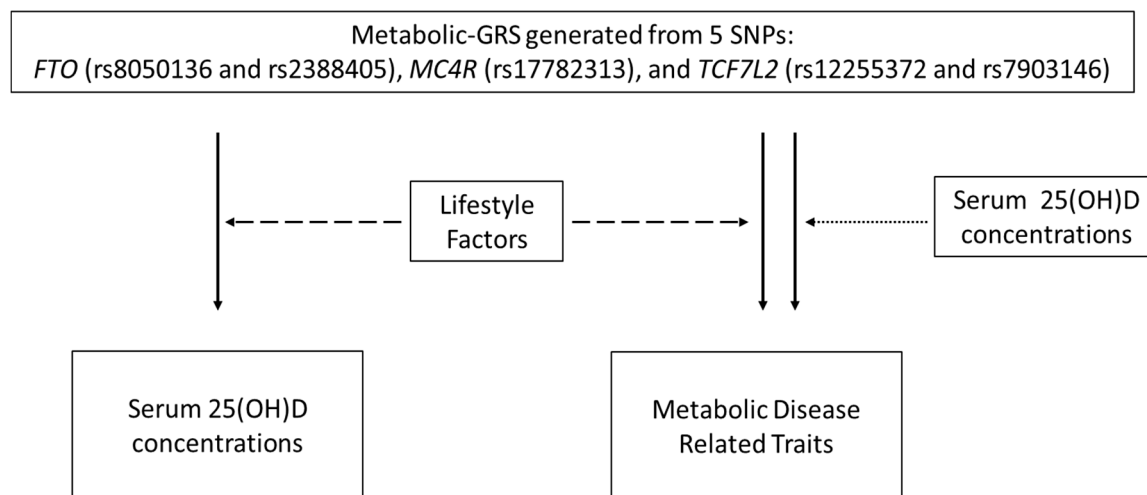 Metabolic-GRS generated from 5 SNPs:
FTO (rs8050136 and rs2388405), MC4R (rs17782313), and TCF7L2 (rs12255372 and rs7903146)
Lifestyle
Factors
Serum 25(OH)D
concentrations
Serum 25(OH)D
concentrations
Metabolic Disease
Related Traits